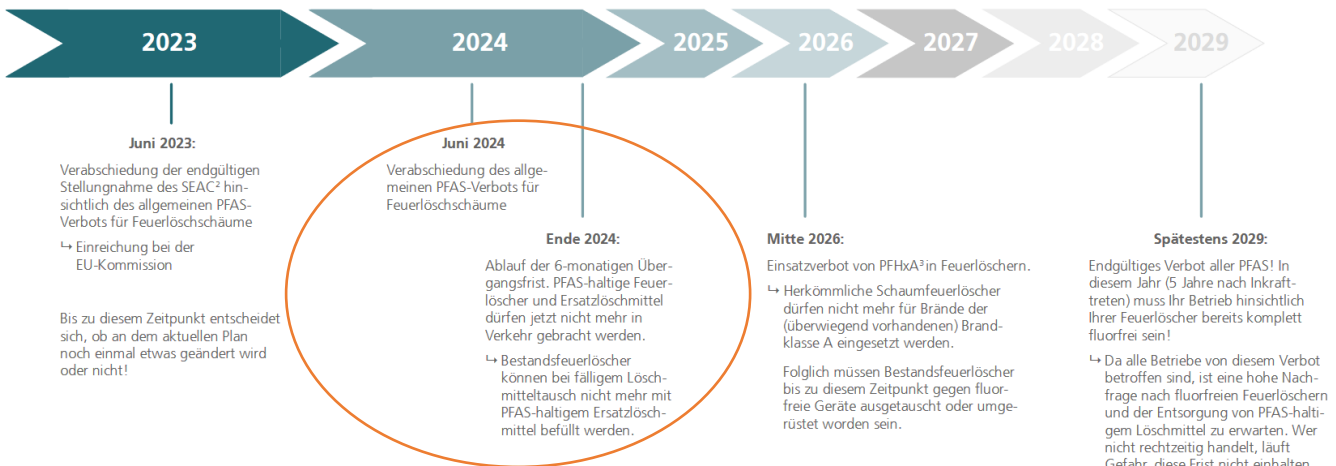 2023
2024
2025
2026
2027
2028
2029
Juni 2023:
Verabschiedung der endgültigen
Stellungnahme des SEAC² hin-
sichtlich des allgemeinen PFAS-
Verbots für Feuerlöschschäume
↳ Einreichung bei der
EU-Kommission
Bis zu diesem Zeitpunkt entscheidet
sich, ob an dem aktuellen Plan
noch einmal etwas geändert wird
oder nicht!
Juni 2024
Verabschiedung des allge-
meinen PFAS-Verbots für
Feuerlöschschäume
Ende 2024:
Ablauf der 6-monatigen Über-
gangsfrist. PFAS-haltige Feuer-
löscher und Ersatzlöschmittel
dürfen jetzt nicht mehr in
Verkehr gebracht werden.
↳ Bestandsfeuerlöscher
können bei fälligem Lösch-
mitteltausch nicht mehr mit
PFAS-haltigem Ersatzlösch-
mittel befüllt werden.
Mitte 2026:
Einsatzverbot von PFHxA³ in Feuerlöschern.
↳ Herkömmliche Schaumfeuerlöscher
dürfen nicht mehr für Brände der
(überwiegend vorhandenen) Brand-
klasse A eingesetzt werden.
Folglich müssen Bestandsfeuerlöscher
bis zu diesem Zeitpunkt gegen fluor-
freie Geräte ausgetauscht oder umge-
rüstet worden sein.
Spätestens 2029:
Endgültiges Verbot aller PFAS! In
diesem Jahr (5 Jahre nach Inkraft-
treten) muss Ihr Betrieb hinsichtlich
Ihrer Feuerlöscher bereits komplett
fluorfrei sein!
↳ Da alle Betriebe von diesem Verbot
betroffen sind, ist eine hohe Nach-
frage nach fluorfreien Feuerlöschern
und der Entsorgung von PFAS-halti-
gem Löschmittel zu erwarten. Wer
nicht rechtzeitig handelt, läuft
Gefahr, diese Frist nicht einhalten